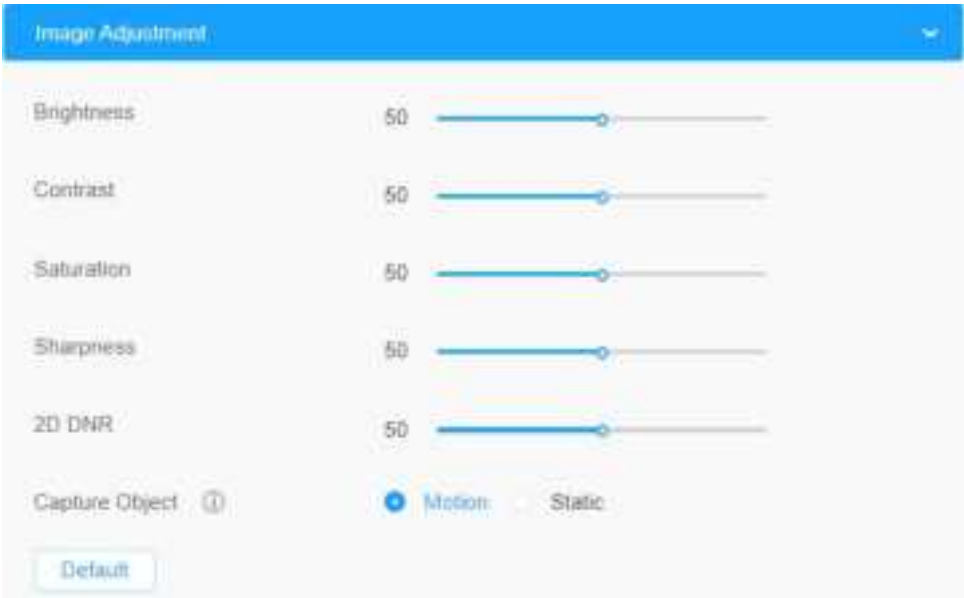 Image Adjustment
Brightness 50
Contrast 50
Saturation 50
Sharpness 50
2D DNR 50
Capture Object Motion Static
Default